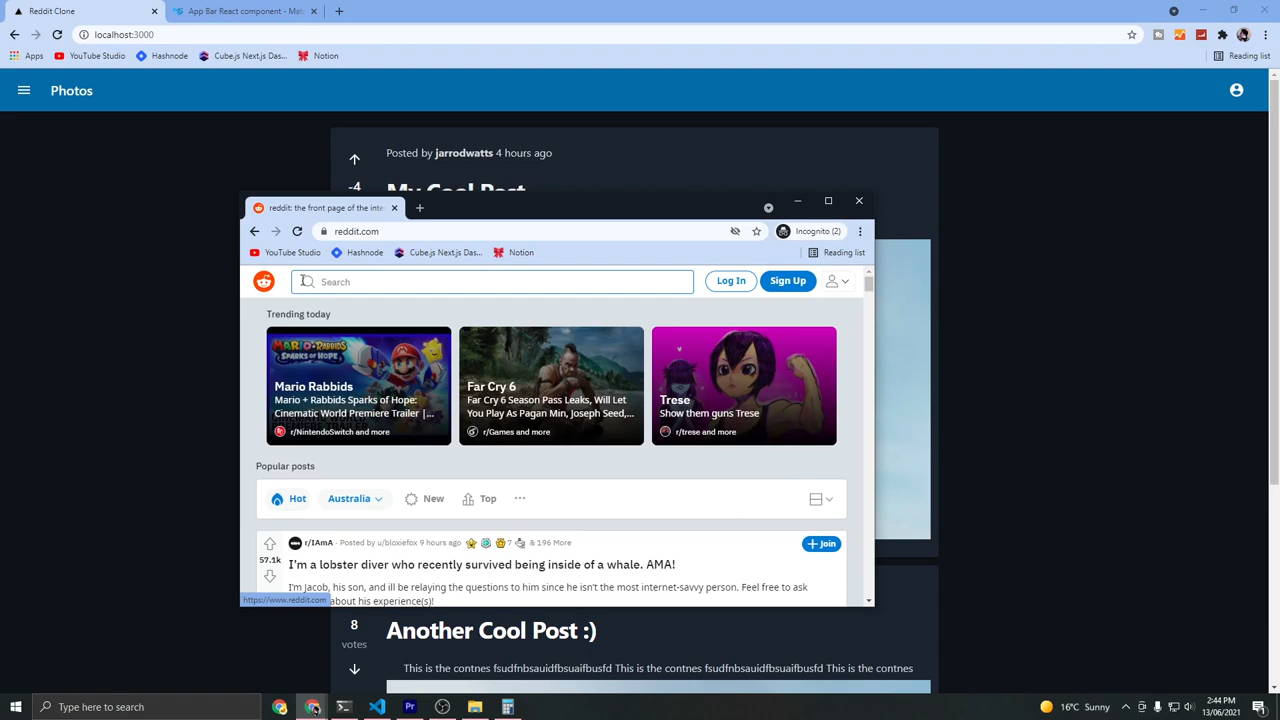 Reddit Clone
App Bar React component - Mat
localhost:3000
Apps
YouTube Studio
Hashnode
Cube.js Next.js Das...
Notion
Reading list
Photos
Posted by jarrodwatts 4 hours ago
-4
My Cool Post
reddit: the front page of the inte
reddit.com
Incognito (2)
YouTube Studio
Hashnode
Cube.js Next.js Das...
Notion
Reading list
Search
Log In
Sign Up
Trending today
Mario Rabbids
Mario + Rabbids Sparks of Hope:
Cinematic World Premiere Trailer |...
r/NintendoSwitch and more
Far Cry 6
Far Cry 6 Season Pass Leaks, Will Let
You Play As Pagan Min, Joseph Seed,...
r/Games and more
Trese
Show them guns Trese
r/trese and more
Popular posts
Hot
Australia
New
Top
...
r/IAmA · Posted by u/bloxiefox 9 hours ago
7
& 196 More
Join
57.1k
I'm a lobster diver who recently survived being inside of a whale. AMA!
I'm Jacob, his son, and ill be relaying the questions to him since he isn't the most internet-savvy person. Feel free to ask
about his experience(s)!
https://www.reddit.com
8
votes
Another Cool Post :)
This is the contnes fsudfnbsauidfbsuaifbusfd This is the contnes fsudfnbsauidfbsuaifbusfd This is the contnes
Type here to search
Pr
16°C Sunny
2:44 PM
13/06/2021